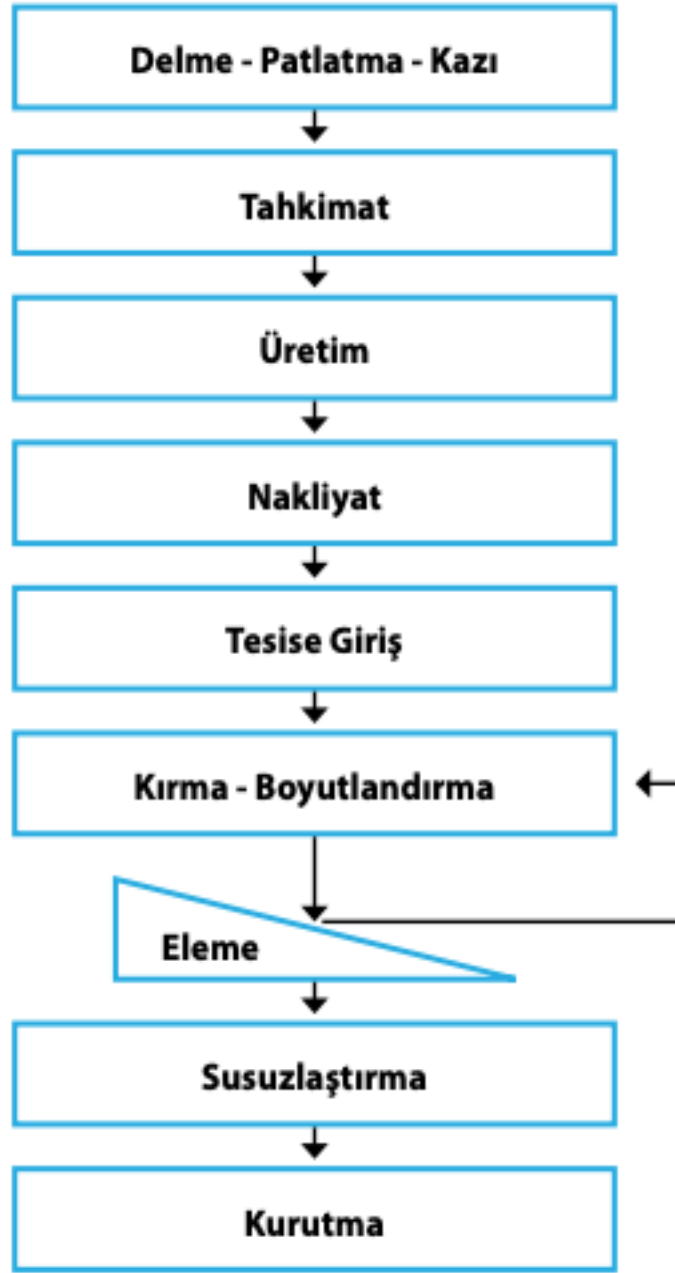 Delme - Patlatma - Kazı
Tahkimat
Üretim
Nakliyat
Tesise Giriş
Kırma - Boyutlandırma
Eleme
Susuzlaştırma
Kurutma